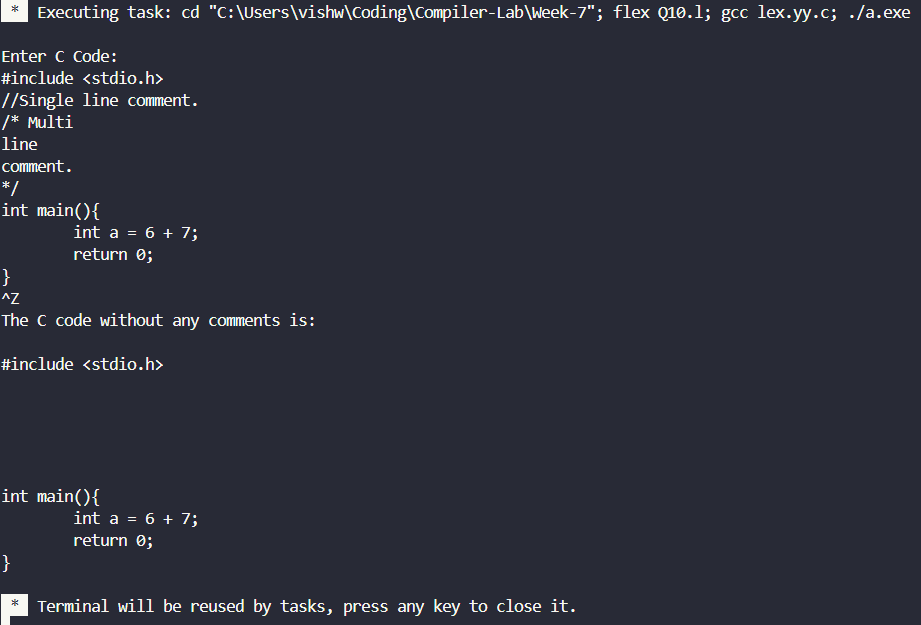 * Executing task: cd "C:\Users\vishw\Coding\Compiler-Lab\Week-7"; flex Q10.l; gcc lex.yy.c; ./a.exe
Enter C Code:
#include <stdio.h>
//Single line comment.
/* Multi
line
comment.
*/
int main(){
        int a = 6 + 7;
        return 0;
}
^Z
The C code without any comments is:
#include <stdio.h>
int main(){
        int a = 6 + 7;
        return 0;
}
* Terminal will be reused by tasks, press any key to close it.